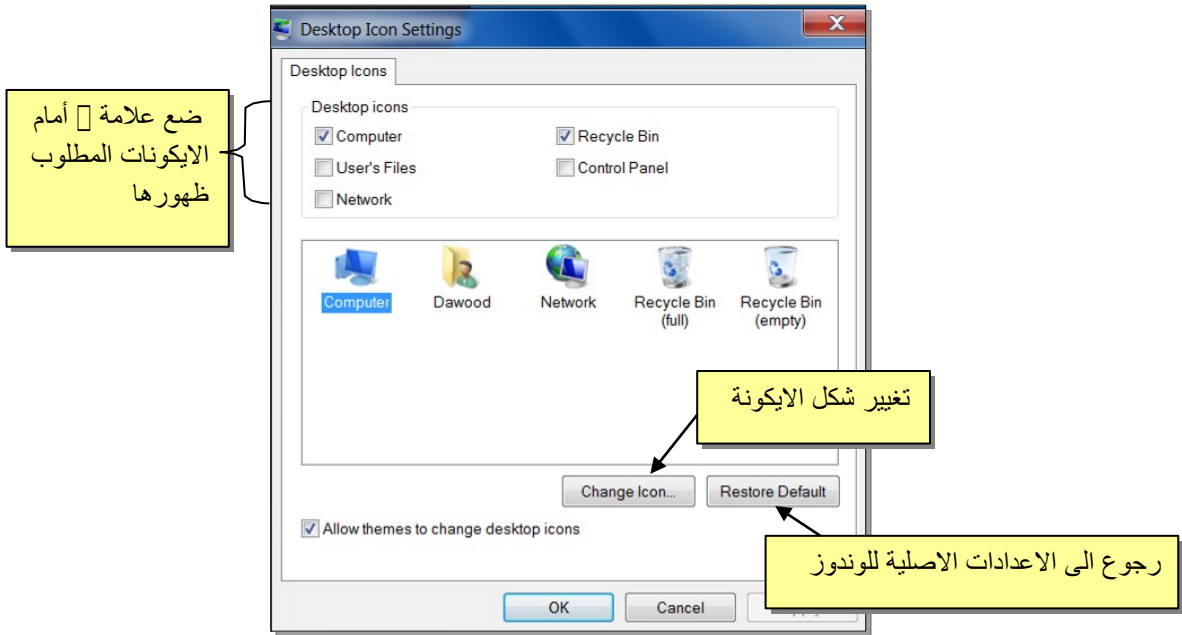 Desktop Icon Settings
Desktop Icons
Desktop icons
Computer
Recycle Bin
User's Files
Control Panel
Network
ضع علامة أمام
الايكونات المطلوب
ظهورها
Computer
Dawood
Network
Recycle Bin
(full)
Recycle Bin
(empty)
تغيير شكل الايكونة
Change Icon...
Restore Default
Allow themes to change desktop icons
رجوع الى الاعدادات الاصلية للوندوز
OK
Cancel